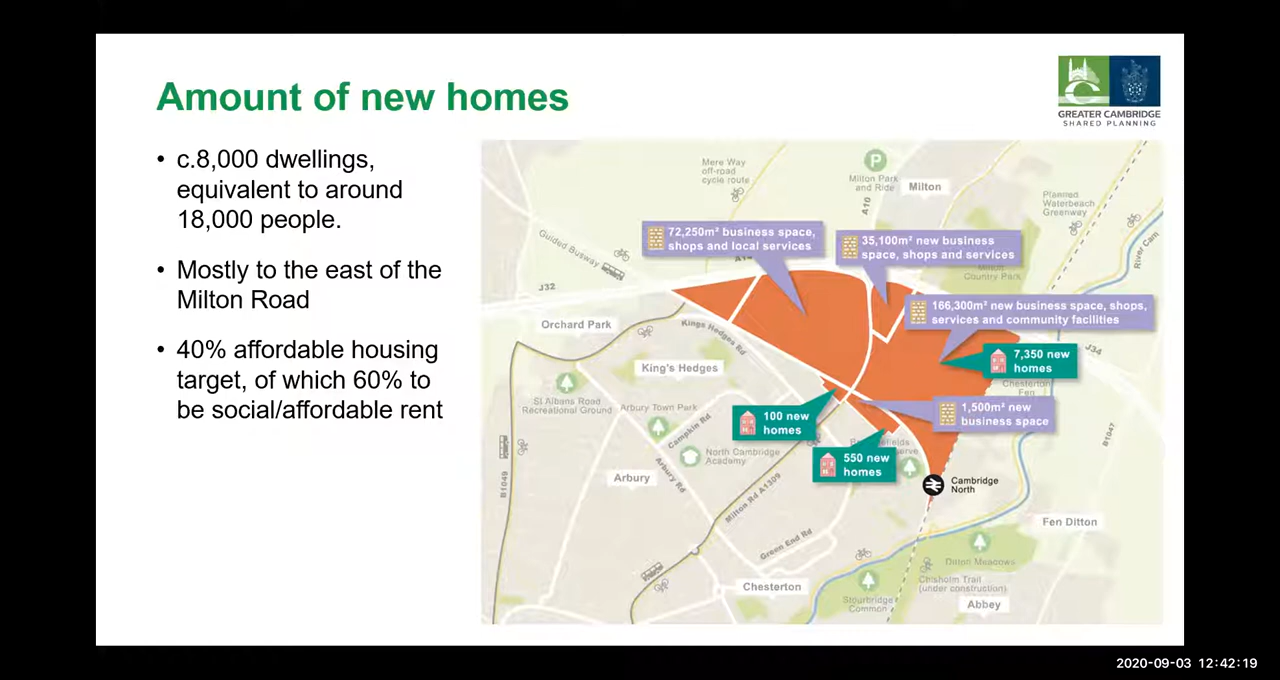 Amount of new homes
GREATER CAMBRIDGE
SHARED PLANNING
• c.8,000 dwellings,
equivalent to around
18,000 people.
• Mostly to the east of the
Milton Road
• 40% affordable housing
target, of which 60% to
be social/affordable rent
Mere Way
off-road
cycle route
P
Milton Park
and Ride
Milton
A10
Planned
Waterbeach
Greenway
River Cam
Guided Busway
72,250m² business space,
shops and local services
35,100m² new business
space, shops and services
Country Park
A14
J32
166,300m² new business space, shops,
services and community facilities
Orchard Park
Kings Hedges Rd
J34
7,350 new
homes
King's Hedges
Chesterton
Fen
St Albans Road
Recreational Ground
Arbury Town Park
100 new
homes
1,500m² new
business space
Campkin Rd
B1047
North Cambridge
Academy
550 new
homes
Arbury
Arbury Rd
Milton Rd A1309
B1049
Cambridge
North
Fen Ditton
Green End Rd
Ditton Meadows
Chesterton
Chisholm Trail
(under construction)
Stourbridge
Common
Abbey
2020-09-03 12:42:19